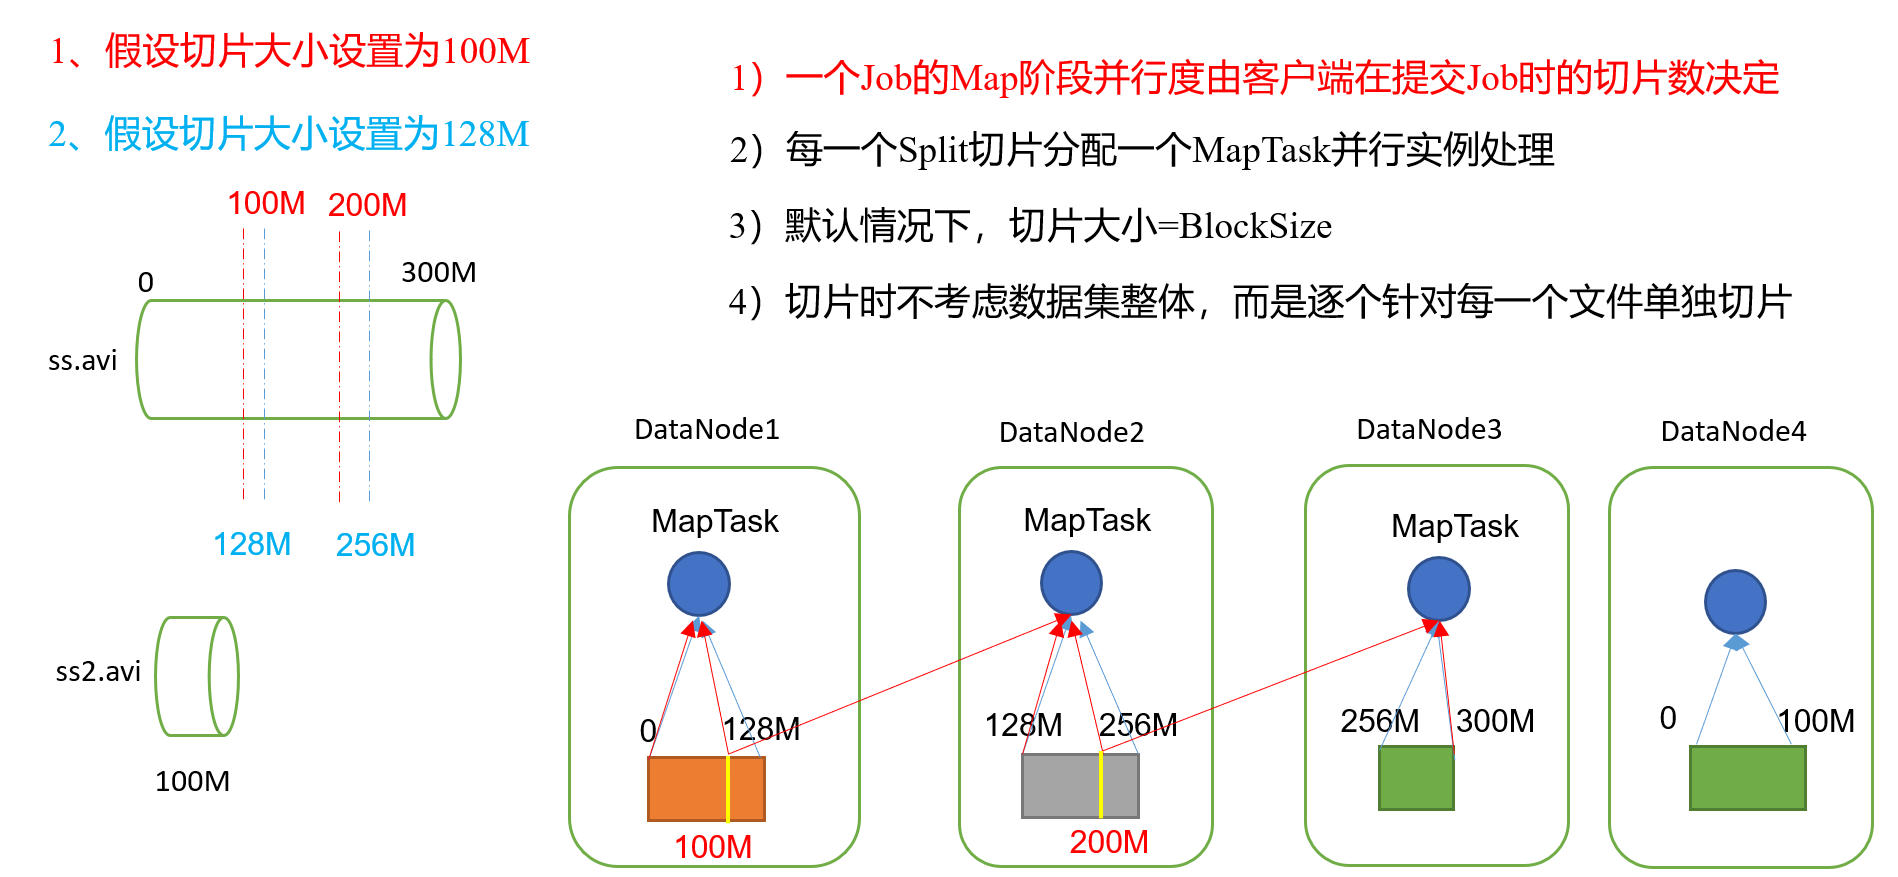 1、假设切片大小设置为100M
2、假设切片大小设置为128M
1）一个Job的Map阶段并行度由客户端在提交Job时的切片数决定
2）每一个Split切片分配一个MapTask并行实例处理
3）默认情况下，切片大小=BlockSize
4）切片时不考虑数据集整体，而是逐个针对每一个文件单独切片
100M 200M
0 300M
ss.avi
128M 256M
ss2.avi
100M
DataNode1 DataNode2 DataNode3 DataNode4
MapTask MapTask MapTask
0 128M 128M 256M 256M 300M 0 100M
100M 200M